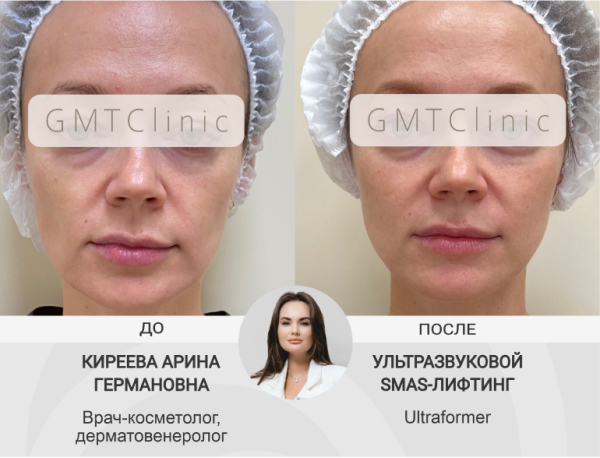 GMTClinic
GMTClinic
ДО
ПОСЛЕ
КИРЕЕВА АРИНА
ГЕРМАНОВНА
Врач-косметолог,
дерматовенеролог
УЛЬТРАЗВУКОВОЙ
SMAS-ЛИФТИНГ
Ultraformer